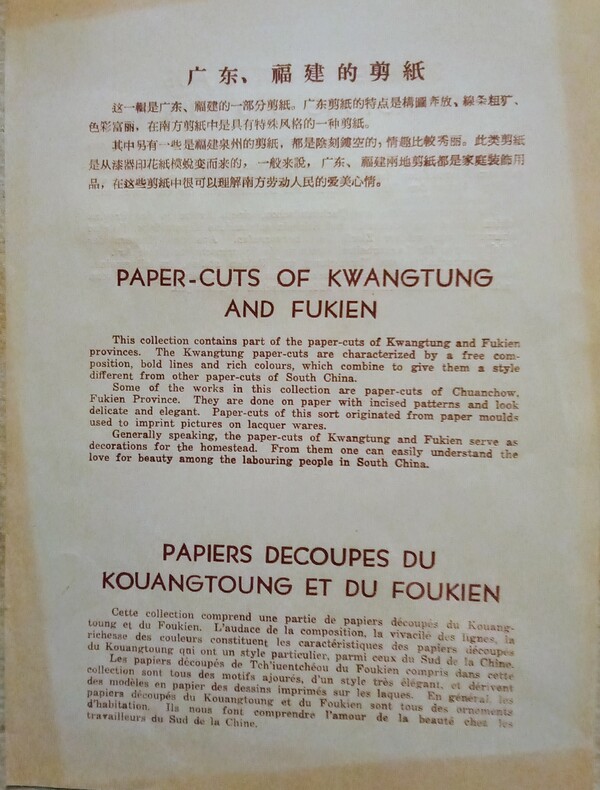 广东、福建的剪紙
这一幅是广东、福建的一部分剪紙。广东剪紙的特点是構圖奔放、線条粗犷、
色彩富丽，在南方剪紙中是具有特殊风格的一种剪紙。
其中另有一些是福建泉州的剪紙，都是陰刻鏤空的，情趣比較秀丽。此类剪紙
是从漆器印花紙模蛻变而来的，一般来說，广东、福建兩地剪紙都是家庭装飾用
品，在这些剪紙中很可以理解南方劳动人民的爱美心情。
PAPER-CUTS OF KWANGTUNG
AND FUKIEN
This collection contains part of the paper-cuts of Kwangtung and Fukien
provinces. The Kwangtung paper-cuts are characterized by a free com-
position, bold lines and rich colours, which combine to give them a style
different from other paper-cuts of South China.
Some of the works in this collection are paper-cuts of Chuanchow,
Fukien Province. They are done on paper with incised patterns and look
delicate and elegant. Paper-cuts of this sort originated from paper moulds
used to imprint pictures on lacquer wares.
Generally speaking, the paper-cuts of Kwangtung and Fukien serve as
decorations for the homestead. From them one can easily understand the
love for beauty among the labouring people in South China.
PAPIERS DECOUPES DU
KOUANGTOUNG ET DU FOUKIEN
Cette collection comprend une partie de papiers découpés du Kouang-
toung et du Foukien. L'audace de la composition, la vivacilé des lignes, la
richesse des couleurs constituent les caractéristiques des papiers découpés
du Kouangtoung qui ont un style particulier, parmi ceux du Sud de la Chine.
Les papiers découpés de Tch'iuentchéou du Foukien compris dans cette
collection sont tous des motifs ajourés, d'un style très élégant, et dérivent
des modèles en papier des dessins imprimés sur les laques. En général les
papiers découpés du Kouangtoung et du Foukien sont tous des ornements
d'habitation. Ils nous font comprendre l'amour de la beauté chez les
travailleurs du Sud de la Chine.